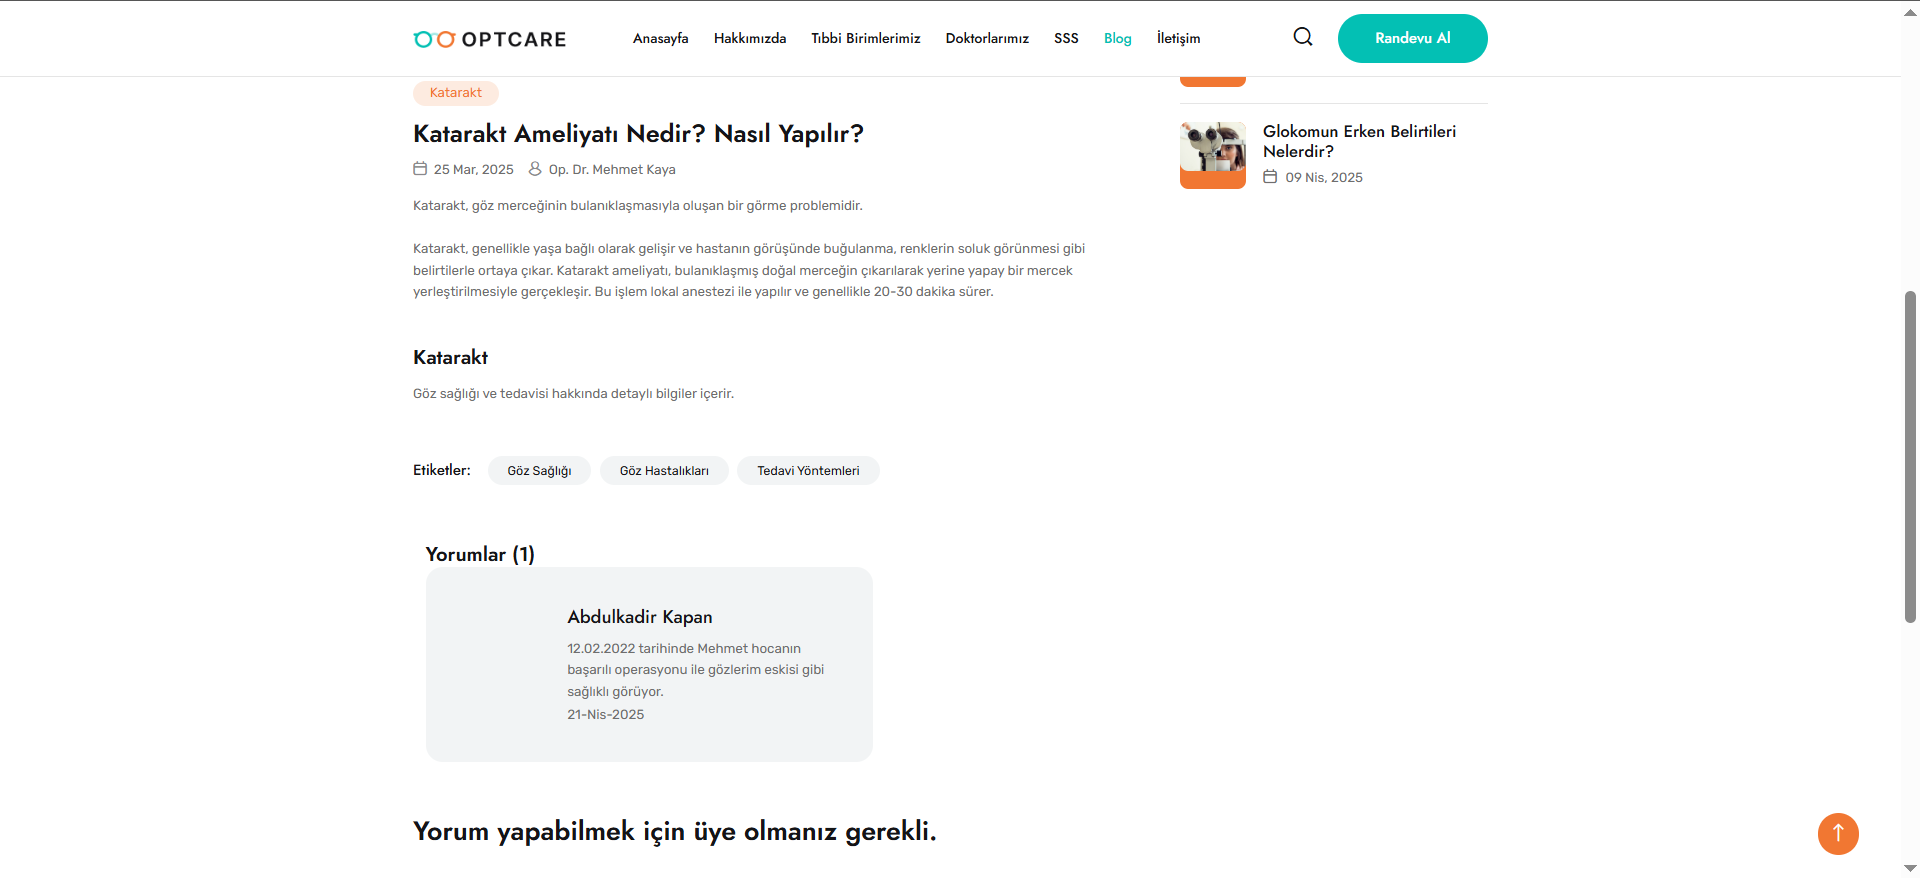 OPTCARE
Anasayfa
Hakkımızda
Tıbbi Birimlerimiz
Doktorlarımız
SSS
Blog
İletişim
Randevu Al
Katarakt
Katarakt Ameliyatı Nedir? Nasıl Yapılır?
25 Mar, 2025
Op. Dr. Mehmet Kaya
Katarakt, göz merceğinin bulanıklaşmasıyla oluşan bir görme problemidir.
Katarakt, genellikle yaşa bağlı olarak gelişir ve hastanın görüşünde buğulanma, renklerin soluk görünmesi gibi
belirtilerle ortaya çıkar. Katarakt ameliyatı, bulanıklaşmış doğal merceğin çıkarılarak yerine yapay bir mercek
yerleştirilmesiyle gerçekleşir. Bu işlem lokal anestezi ile yapılır ve genellikle 20-30 dakika sürer.
Katarakt
Göz sağlığı ve tedavisi hakkında detaylı bilgiler içerir.
Etiketler:
Göz Sağlığı
Göz Hastalıkları
Tedavi Yöntemleri
Yorumlar (1)
Abdulkadir Kapan
12.02.2022 tarihinde Mehmet hocanın
başarılı operasyonu ile gözlerim eskisi gibi
sağlıklı görüyor.
21-Nis-2025
Yorum yapabilmek için üye olmanız gerekli.
Glokomun Erken Belirtileri
Nelerdir?
09 Nis, 2025